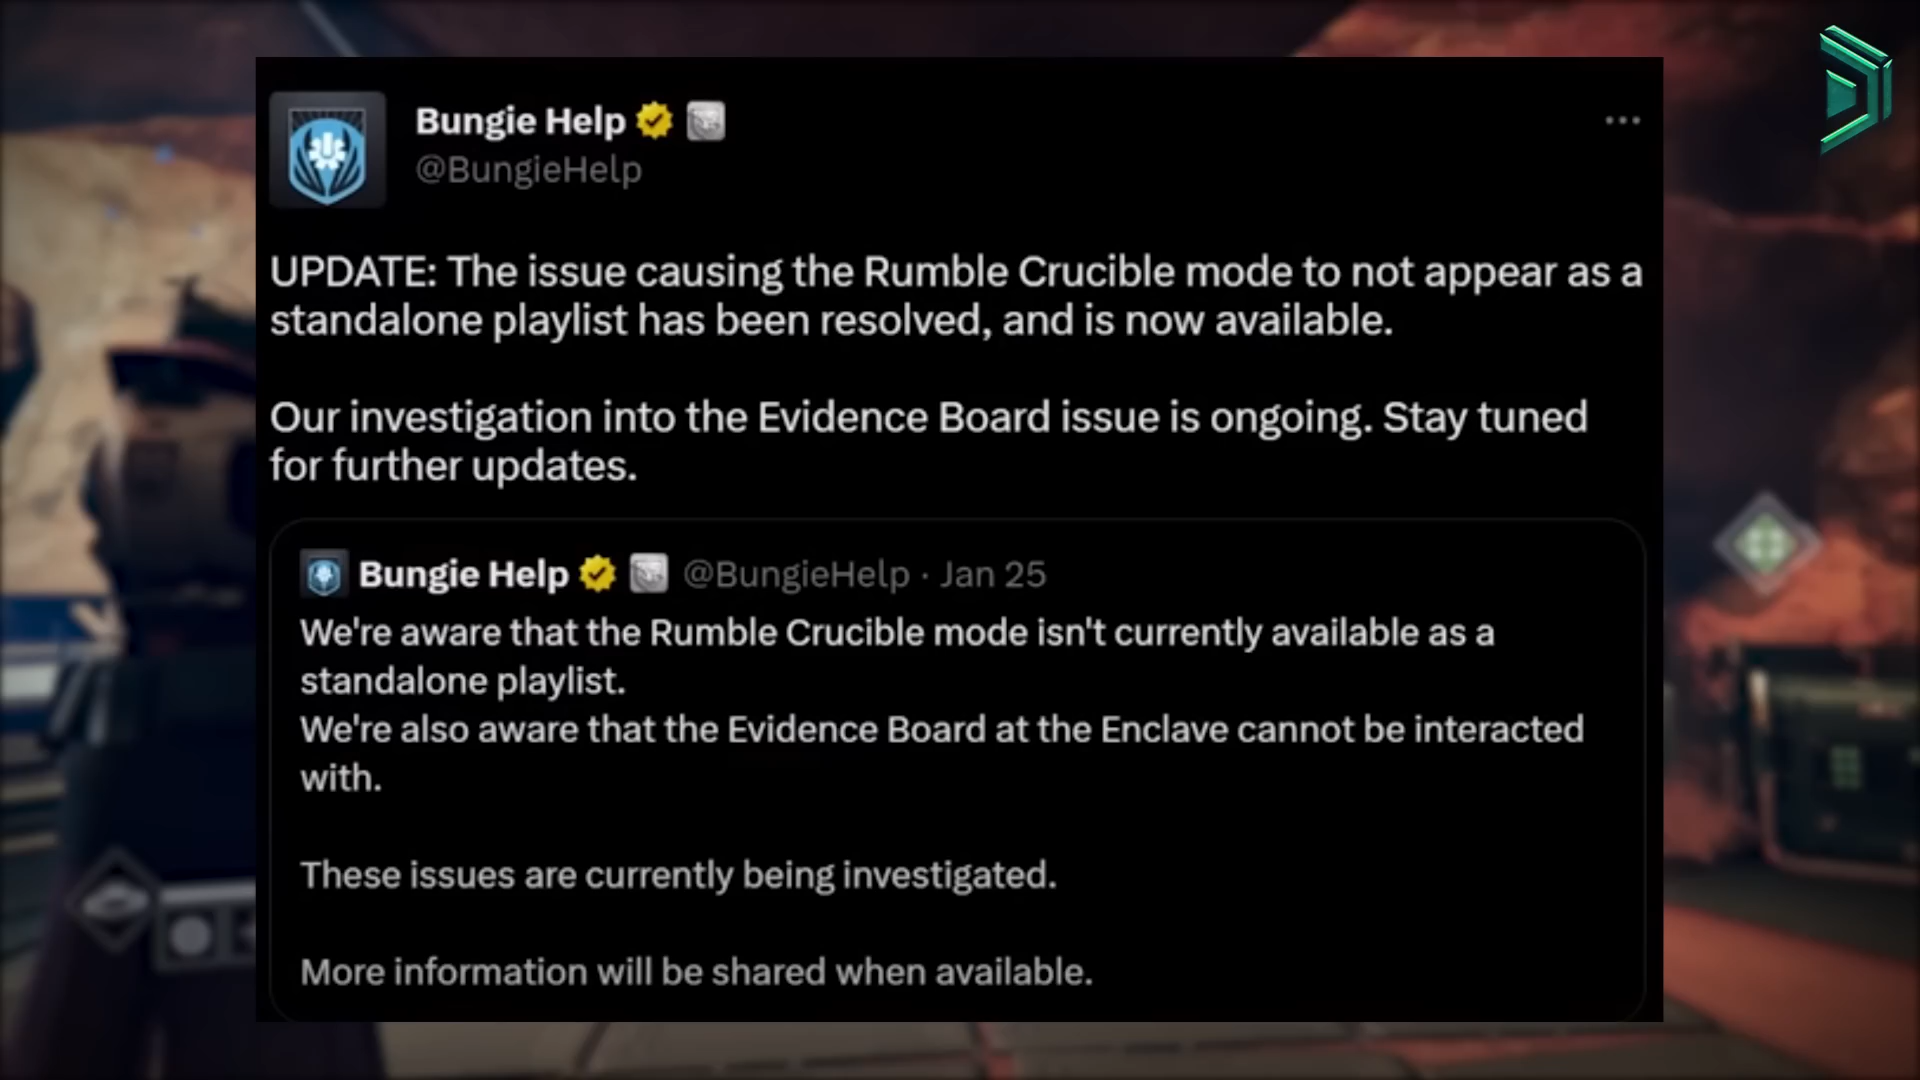 Bungie Help
@BungieHelp
UPDATE: The issue causing the Rumble Crucible mode to not appear as a
standalone playlist has been resolved, and is now available.
Our investigation into the Evidence Board issue is ongoing. Stay tuned
for further updates.
Bungie Help @BungieHelp · Jan 25
We're aware that the Rumble Crucible mode isn't currently available as a
standalone playlist.
We're also aware that the Evidence Board at the Enclave cannot be interacted
with.
These issues are currently being investigated.
More information will be shared when available.